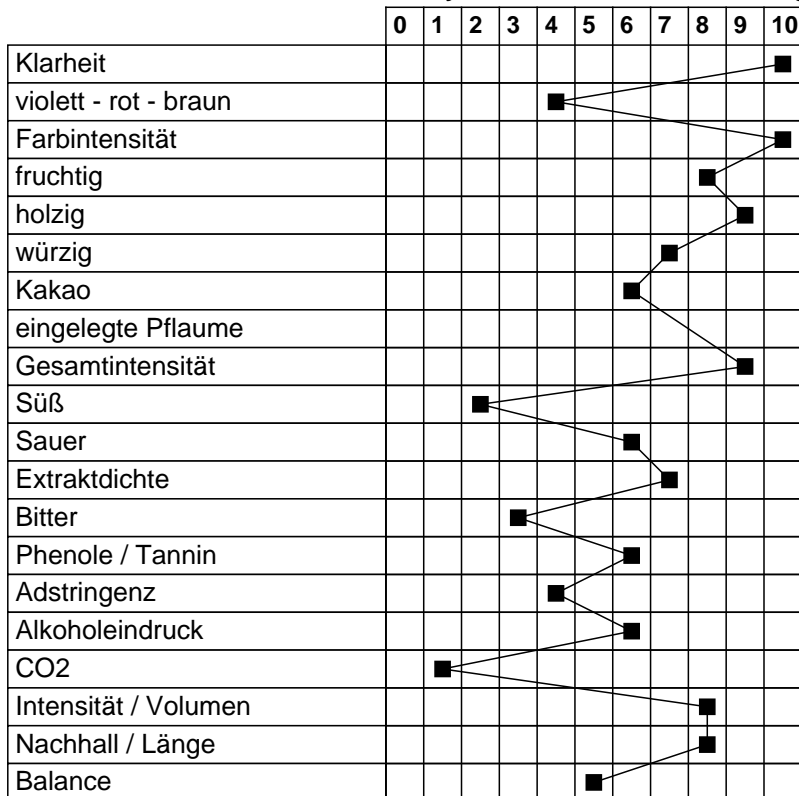 0 1 2 3 4 5 6 7 8 9 10
Klarheit
violett - rot - braun
Farbintensität
fruchtig
holzig
würzig
Kakao
eingelegte Pflaume
Gesamtintensität
Süß
Sauer
Extraktdichte
Bitter
Phenole / Tannin
Adstringenz
Alkoholeindruck
CO2
Intensität / Volumen
Nachhall / Länge
Balance